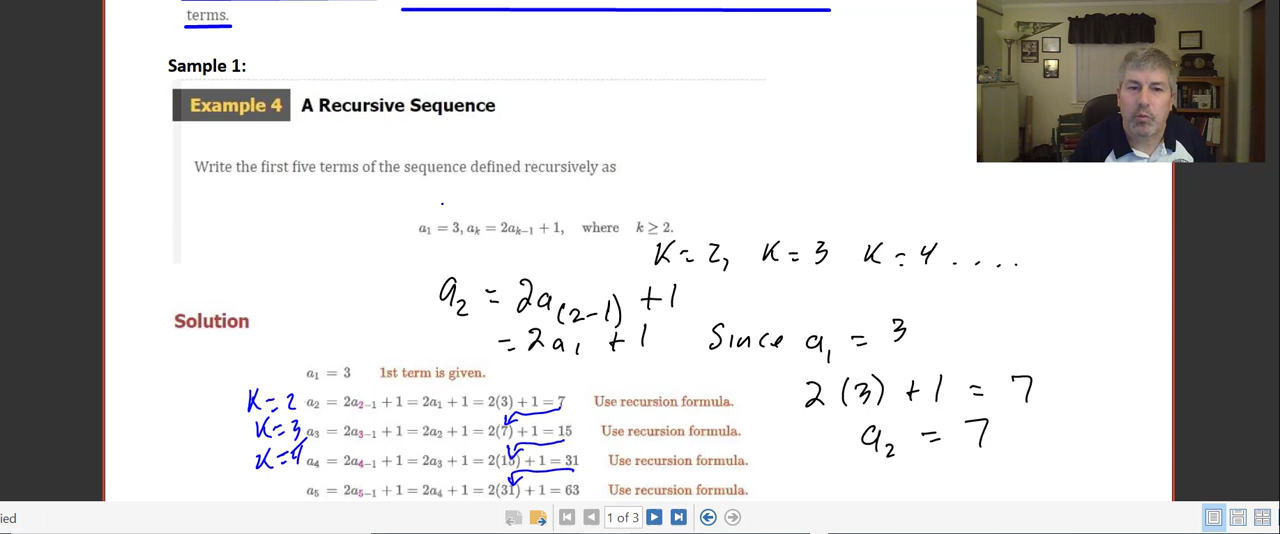 terms.
Sample 1:
Example 4 A Recursive Sequence
Write the first five terms of the sequence defined recursively as
a₁ = 3, aₖ = 2aₖ₋₁ + 1, where k ≥ 2.
K = 2, K = 3 K = 4 . . . .
a₂ = 2a₍₂₋₁₎ + 1
Solution
= 2a₁ + 1 Since a₁ = 3
a₁ = 3 1st term is given.
2 (3) + 1 = 7
K = 2 a₂ = 2a₂₋₁ + 1 = 2a₁ + 1 = 2(3) + 1 = 7 Use recursion formula.
K = 3 a₃ = 2a₃₋₁ + 1 = 2a₂ + 1 = 2(7) + 1 = 15 Use recursion formula.
a₂ = 7
K = 4 a₄ = 2a₄₋₁ + 1 = 2a₃ + 1 = 2(15) + 1 = 31 Use recursion formula.
a₅ = 2a₅₋₁ + 1 = 2a₄ + 1 = 2(31) + 1 = 63 Use recursion formula.
ied
1 of 3